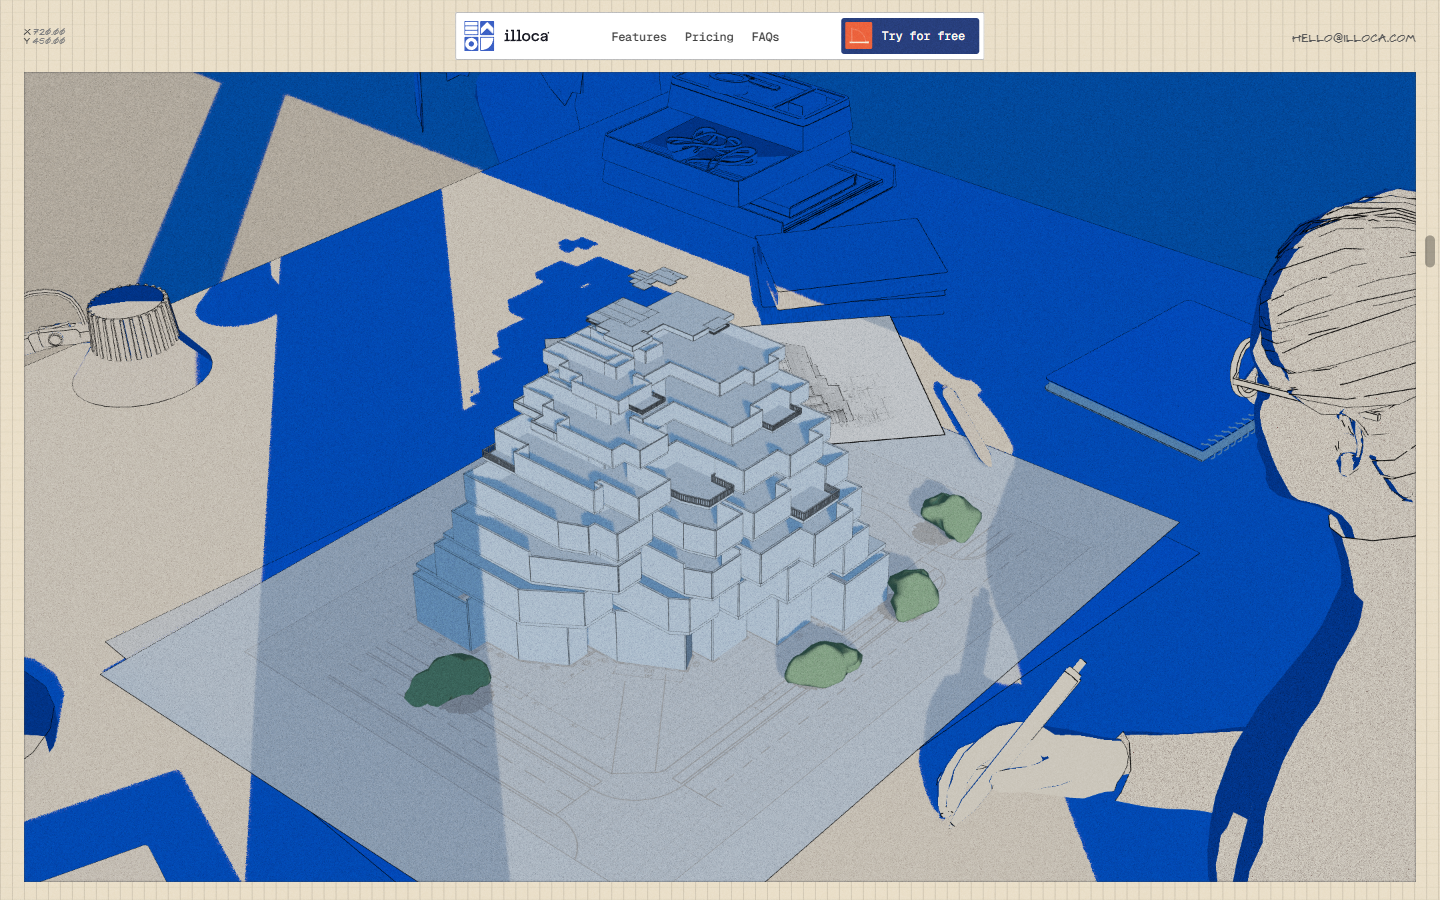 X 720.00
Y 450.00
illoca
Features Pricing FAQs
Try for free
HELLO@ILLOCA.COM